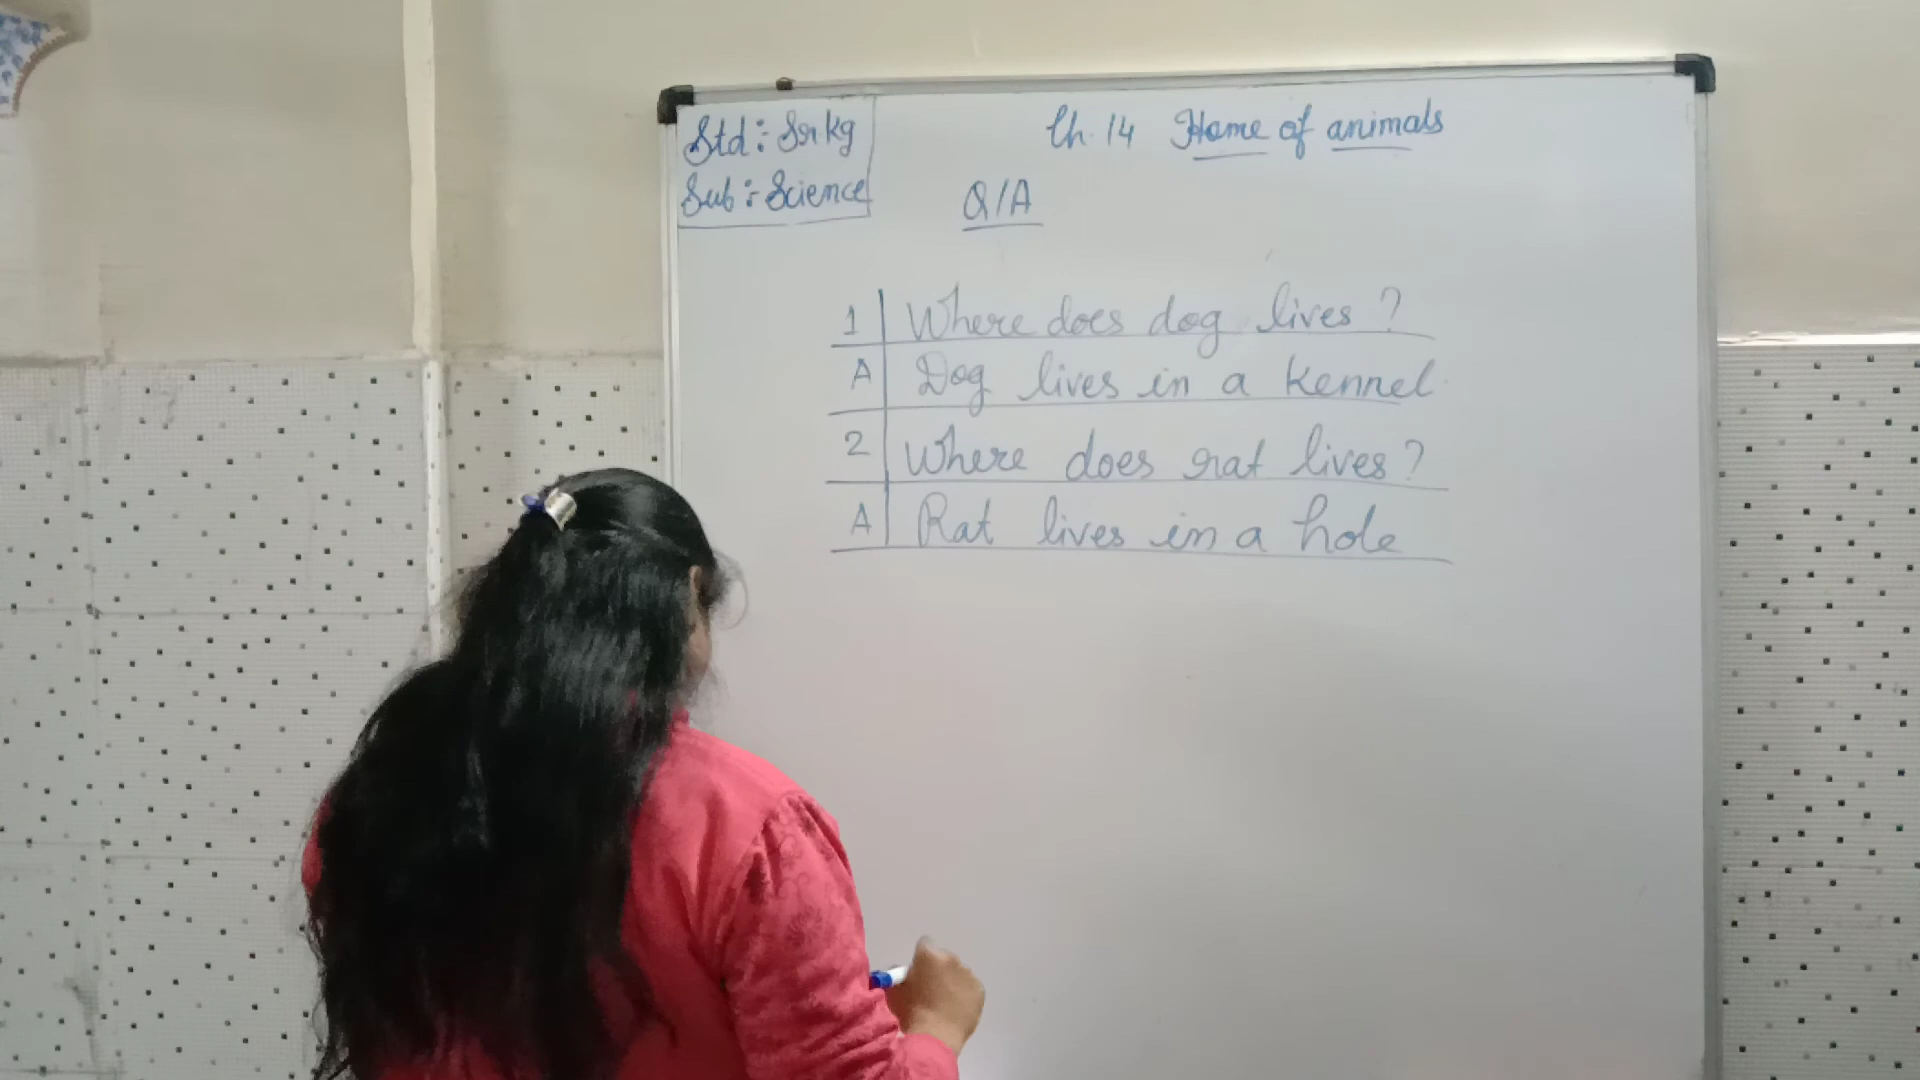 Std: Sr kg
Sub: Science
Ch. 14 Home of animals
Q/A
1 Where does dog lives?
A Dog lives in a kennel.
2 Where does rat lives?
A Rat lives in a hole